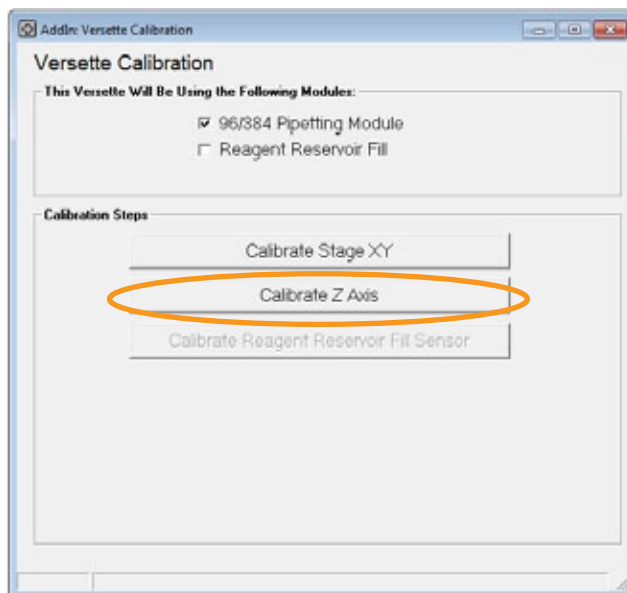 AddIn: Versette Calibration
Versette Calibration
This Versette Will Be Using the Following Modules:
96/384 Pipetting Module
Reagent Reservoir Fill
Calibration Steps
Calibrate Stage XY
Calibrate Z Axis
Calibrate Reagent Reservoir Fill Sensor